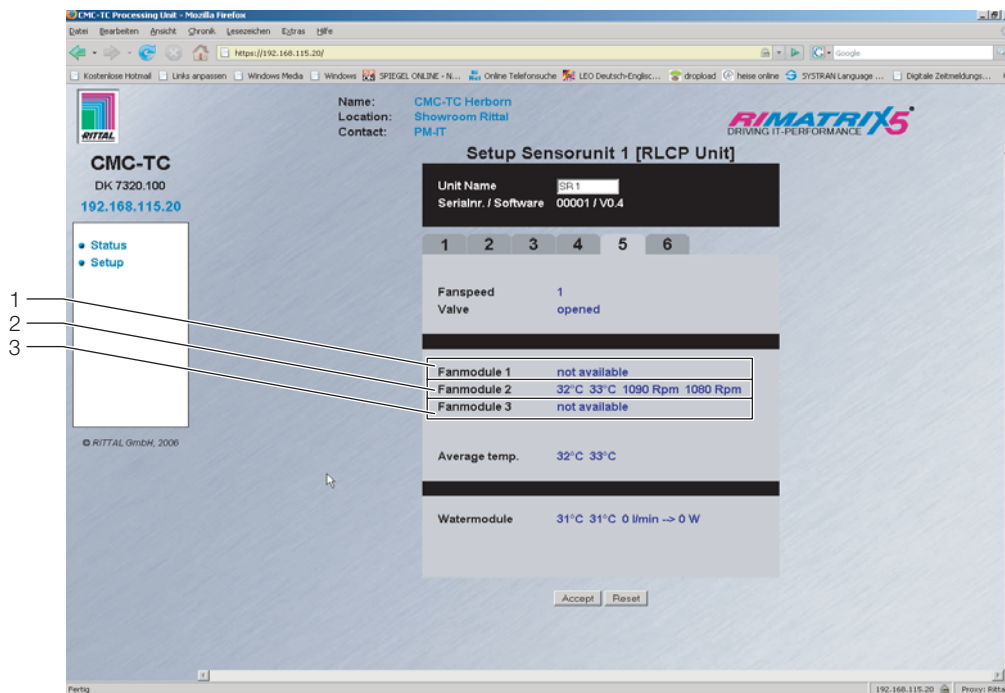 CMC-TC Processing Unit - Mozilla Firefox
Datei Bearbeiten Ansicht Chronik Lesezeichen Extras Hilfe
https://192.168.115.20/
Google
Kostenlose Hotmail Links anpassen Windows Media Windows SPIEGEL ONLINE - N... Online Telefonsuche LEO Deutsch-Englisc... dropload heise online SYSTRAN Language ... Digitale Zeitmeldungs...
RITTAL
CMC-TC
DK 7320.100
192.168.115.20
Status
Setup
© RITTAL GmbH, 2006
Name: CMC-TC Herborn
Location: Showroom Rittal
Contact: PM-IT
RIMATRIX5
DRIVING IT-PERFORMANCE
Setup Sensorunit 1 [RLCP Unit]
Unit Name SR1
Serialnr. / Software 00001 / V0.4
1 2 3 4 5 6
Fanspeed 1
Valve opened
1
2
3
Fanmodule 1 not available
Fanmodule 2 32°C 33°C 1090 Rpm 1080 Rpm
Fanmodule 3 not available
Average temp. 32°C 33°C
Watermodule 31°C 31°C 0 l/min --> 0 W
Accept Reset
Fertig
192.168.115.20 Proxy: